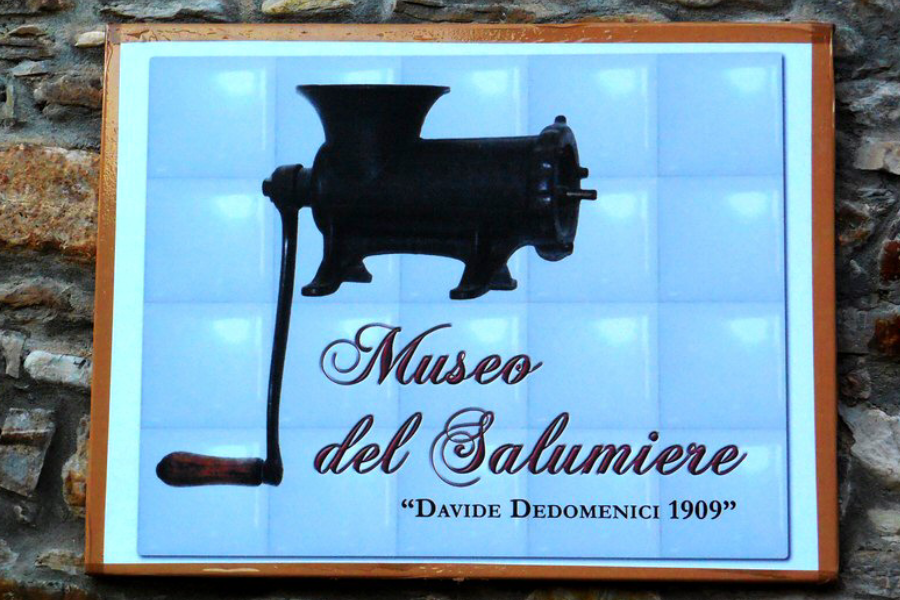 Museo
del Salumiere
“Davide Dedomenici 1909”